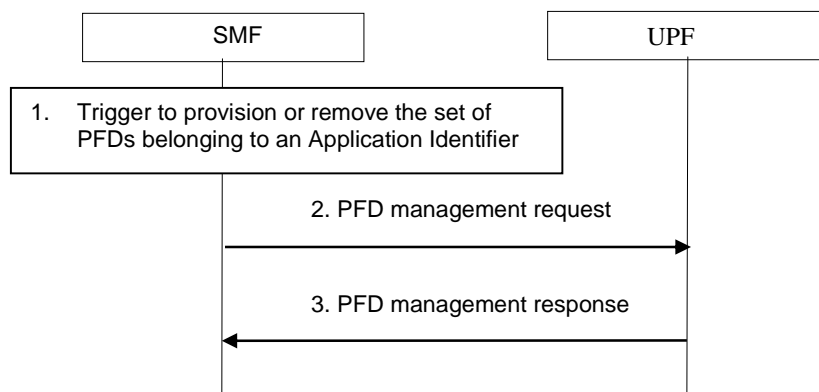 SMF
UPF
1. Trigger to provision or remove the set of
PFDs belonging to an Application Identifier
2. PFD management request
3. PFD management response